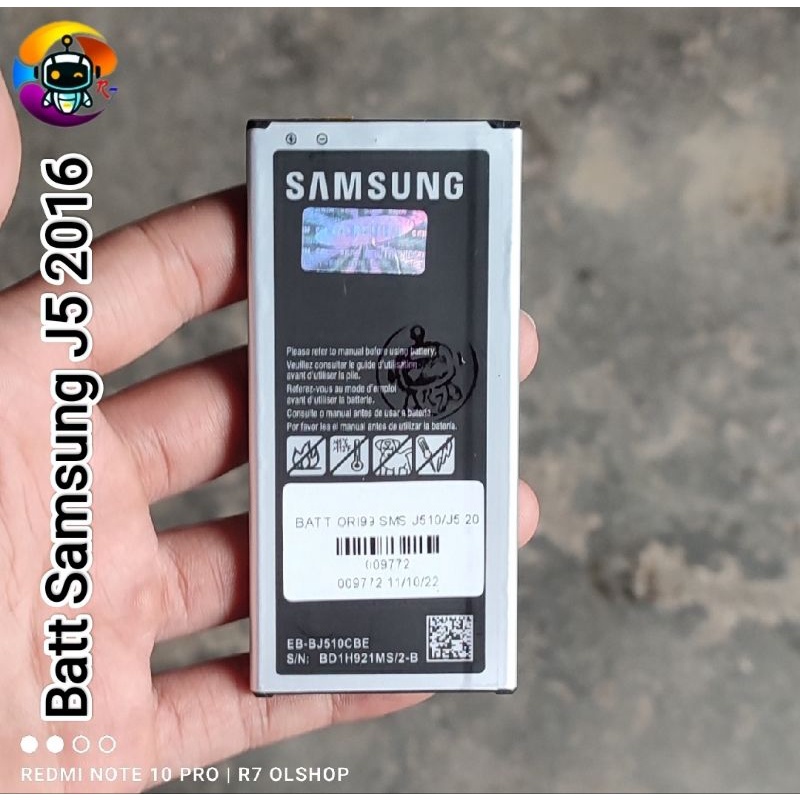 R-
Batt Samsung J5 2016
SAMSUNG
Please refer to manual before using battery.
Veuillez consulter le guide d'utilisation
avant d'utiliser la pile.
Referez-vous au mode d'emploi
avant d'utiliser la batterie.
Consulte o manual antes de usar a bateria.
Por favor lea el manual antes de utilizar la batería.
R7
BATT ORI99 SMS J510/J5 20
009772
009772 11/10/22
EB-BJ510CBE
S/N: BD1H921MS/2-B
REDMI NOTE 10 PRO | R7 OLSHOP